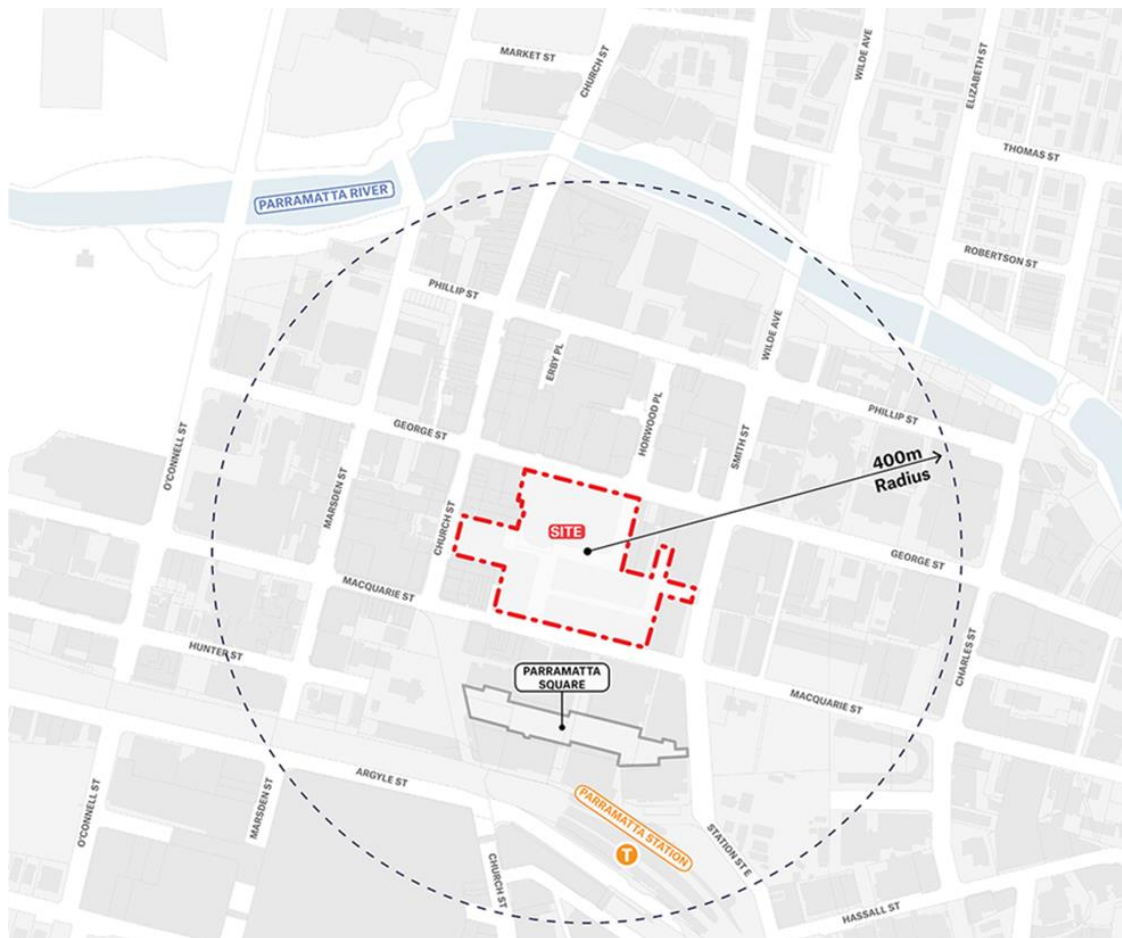 MARKET ST
CHURCH ST
WILDE AVE
ELIZABETH ST
THOMAS ST
PARRAMATTA RIVER
ROBERTSON ST
PHILLIP ST
ERBY PL
WILDE AVE
HORWOOD PL
PHILLIP ST
GEORGE ST
SMITH ST
O'CONNELL ST
MARSDEN ST
CHURCH ST
400m
Radius
SITE
GEORGE ST
MACQUARIE ST
HUNTER ST
CHARLES ST
PARRAMATTA
SQUARE
MACQUARIE ST
ARGYLE ST
O'CONNELL ST
MARSDEN ST
PARRAMATTA STATION
T
STATION ST E
CHURCH ST
HASSALL ST